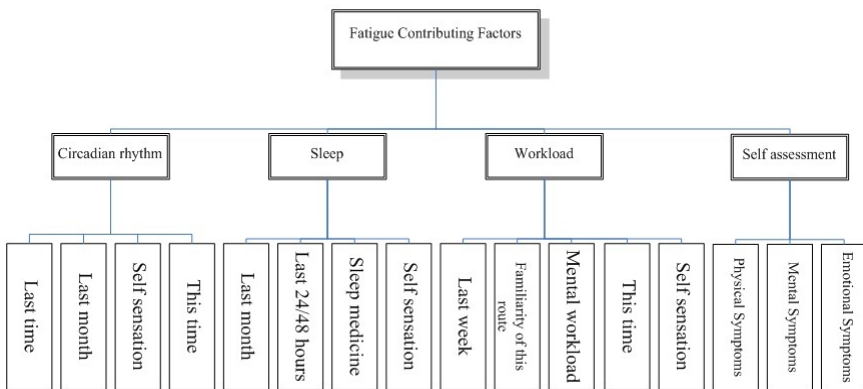 Fatigue Contributing Factors
Circadian rhythm
Sleep
Workload
Self assessment
Last time
Last month
Self sensation
This time
Last month
Last 24/48 hours
Sleep medicine
Self sensation
Last week
Familiarity of this
route
Mental workload
This time
Self sensation
Physical Symptoms
Mental Symptoms
Emotional Symptoms